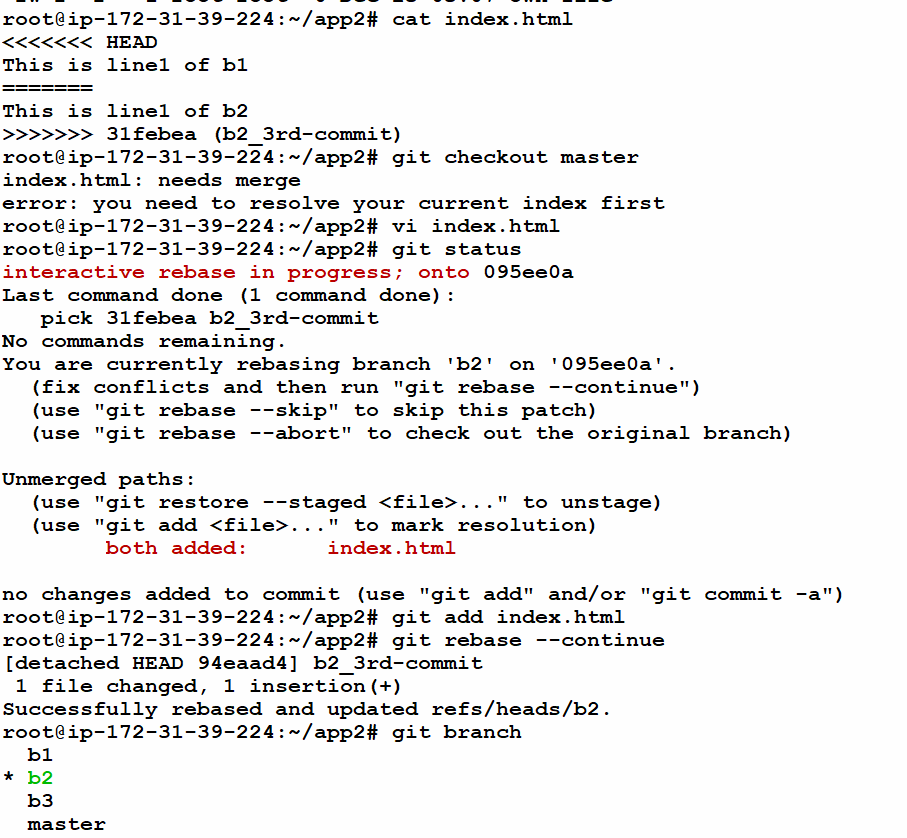 root@ip-172-31-39-224:~/app2# cat index.html
<<<<<<< HEAD
This is line1 of b1
=======
This is line1 of b2
>>>>>>> 31febea (b2_3rd-commit)
root@ip-172-31-39-224:~/app2# git checkout master
index.html: needs merge
error: you need to resolve your current index first
root@ip-172-31-39-224:~/app2# vi index.html
root@ip-172-31-39-224:~/app2# git status
interactive rebase in progress; onto 095ee0a
Last command done (1 command done):
   pick 31febea b2_3rd-commit
No commands remaining.
You are currently rebasing branch 'b2' on '095ee0a'.
  (fix conflicts and then run "git rebase --continue")
  (use "git rebase --skip" to skip this patch)
  (use "git rebase --abort" to check out the original branch)

Unmerged paths:
  (use "git restore --staged <file>..." to unstage)
  (use "git add <file>..." to mark resolution)
        both added:      index.html

no changes added to commit (use "git add" and/or "git commit -a")
root@ip-172-31-39-224:~/app2# git add index.html
root@ip-172-31-39-224:~/app2# git rebase --continue
[detached HEAD 94eaad4] b2_3rd-commit
 1 file changed, 1 insertion(+)
Successfully rebased and updated refs/heads/b2.
root@ip-172-31-39-224:~/app2# git branch
  b1
* b2
  b3
  master